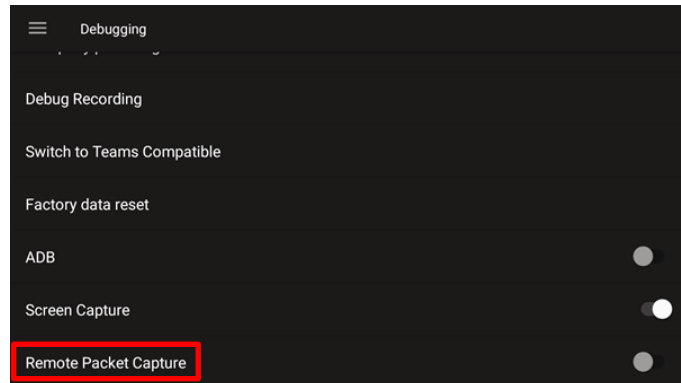 Debugging
Debug Recording
Switch to Teams Compatible
Factory data reset
ADB
Screen Capture
Remote Packet Capture